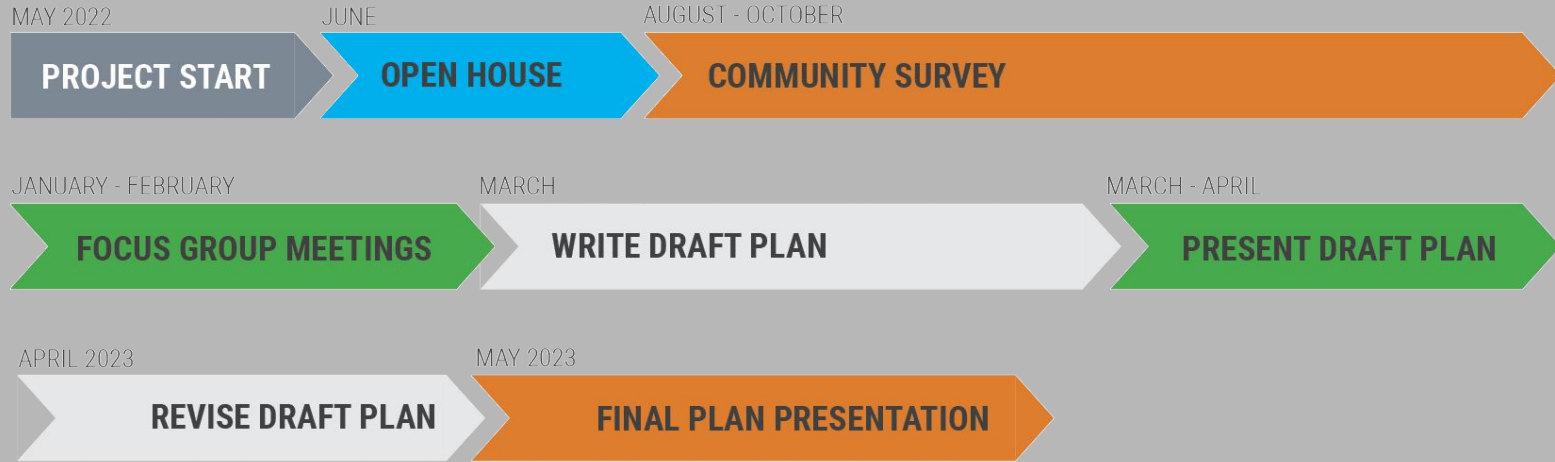 MAY 2022
JUNE
AUGUST - OCTOBER
PROJECT START
OPEN HOUSE
COMMUNITY SURVEY
JANUARY - FEBRUARY
MARCH
MARCH - APRIL
FOCUS GROUP MEETINGS
WRITE DRAFT PLAN
PRESENT DRAFT PLAN
APRIL 2023
MAY 2023
REVISE DRAFT PLAN
FINAL PLAN PRESENTATION